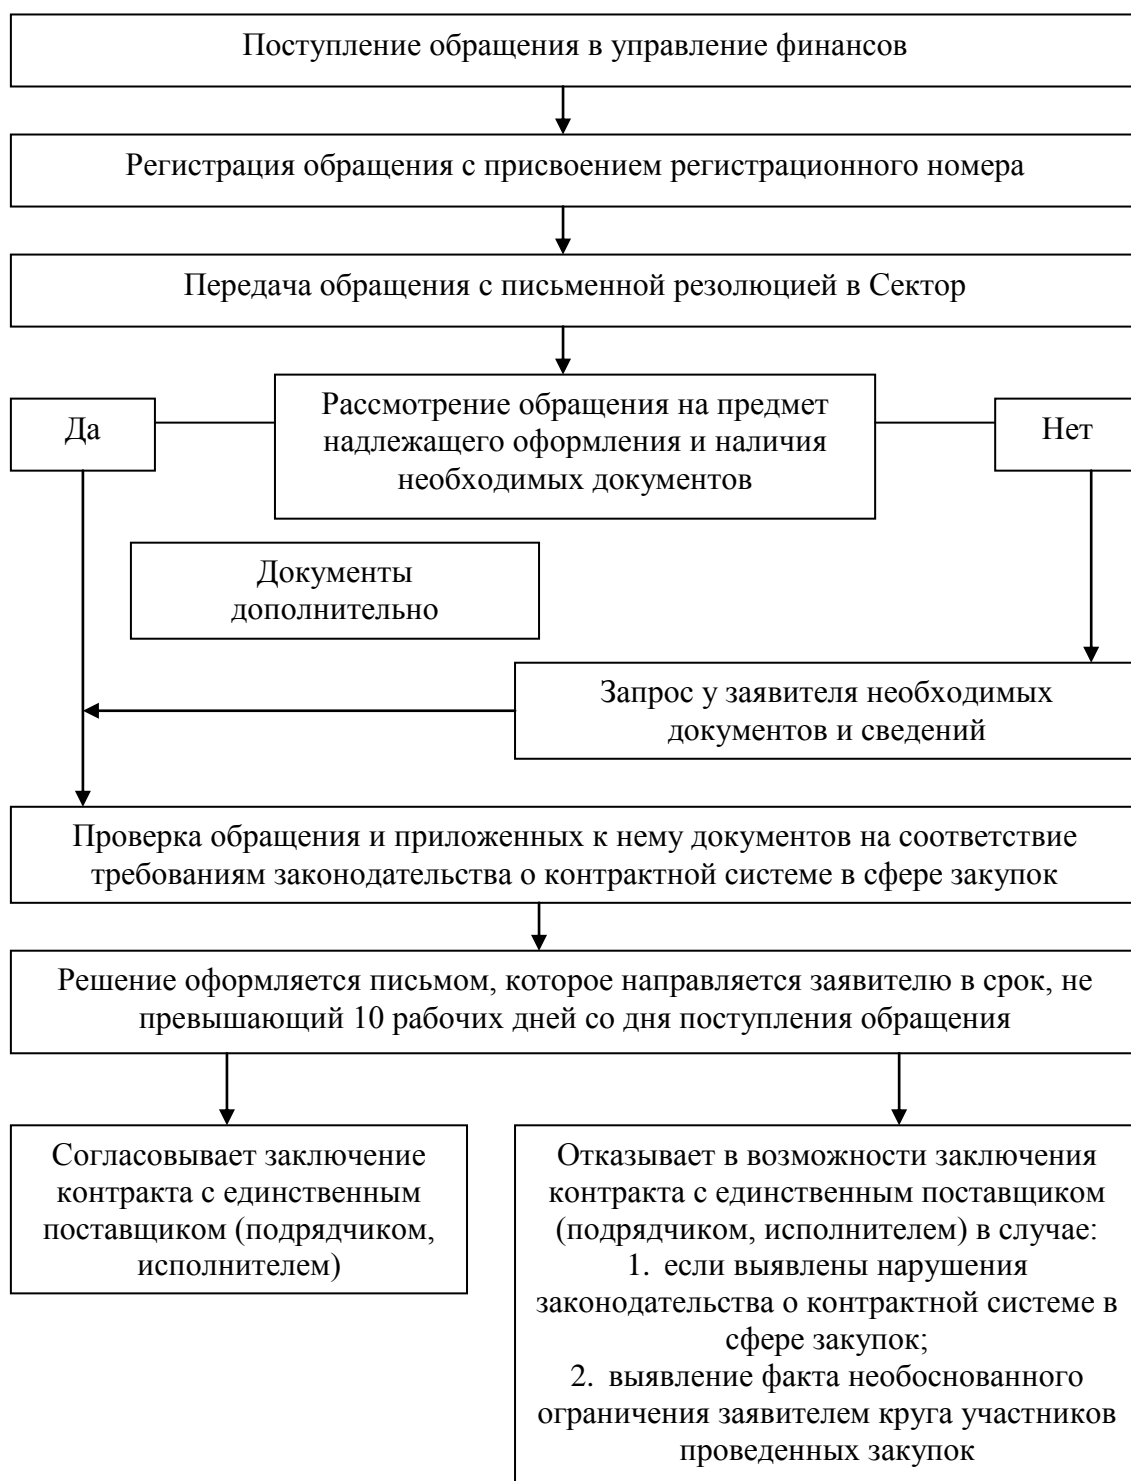 Поступление обращения в управление финансов
Регистрация обращения с присвоением регистрационного номера
Передача обращения с письменной резолюцией в Сектор
Да
Рассмотрение обращения на предмет
надлежащего оформления и наличия
необходимых документов
Нет
Документы
дополнительно
Запрос у заявителя необходимых
документов и сведений
Проверка обращения и приложенных к нему документов на соответствие
требованиям законодательства о контрактной системе в сфере закупок
Решение оформляется письмом, которое направляется заявителю в срок, не
превышающий 10 рабочих дней со дня поступления обращения
Согласовывает заключение
контракта с единственным
поставщиком (подрядчиком,
исполнителем)
Отказывает в возможности заключения
контракта с единственным поставщиком
(подрядчиком, исполнителем) в случае:
1. если выявлены нарушения
законодательства о контрактной системе в
сфере закупок;
2. выявление факта необоснованного
ограничения заявителем круга участников
проведенных закупок